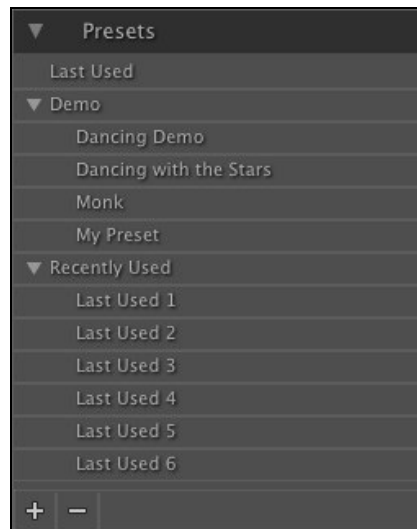 Presets
Last Used
Demo
Dancing Demo
Dancing with the Stars
Monk
My Preset
Recently Used
Last Used 1
Last Used 2
Last Used 3
Last Used 4
Last Used 5
Last Used 6